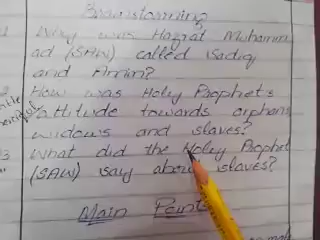 Brainstorming
Why was Hazrat Muhamm
ad (SAW) called Sadiq
and Amin?
How was Holy Prophet's
attitude towards orphans,
widows and slaves?
3 What did the Holy Prophet
(SAW) say about slaves?
Main Points